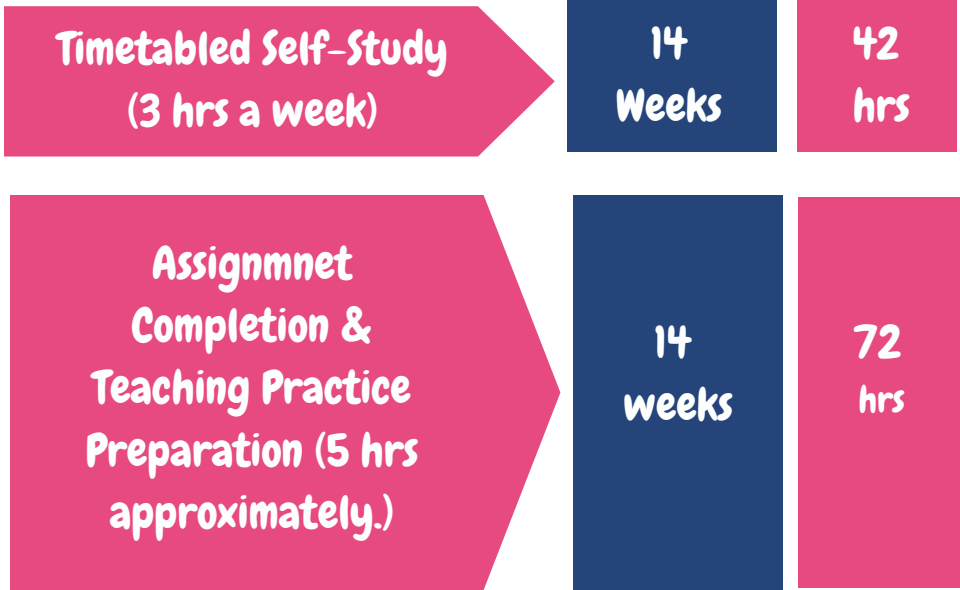 Timetabled Self-Study
(3 hrs a week)
14
Weeks
42
hrs
Assignmnet
Completion &
Teaching Practice
Preparation (5 hrs
approximately.)
14
weeks
72
hrs